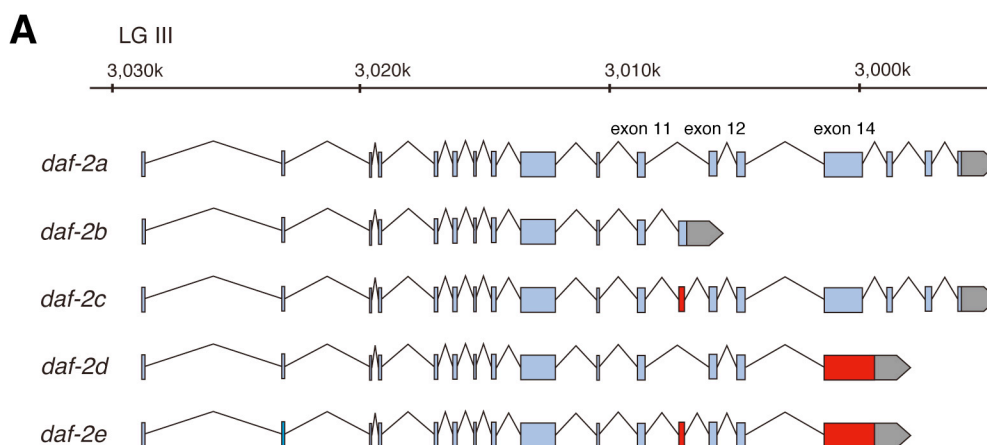 A
LG III
3,030k 3,020k 3,010k 3,000k
exon 11 exon 12 exon 14
daf-2a
daf-2b
daf-2c
daf-2d
daf-2e